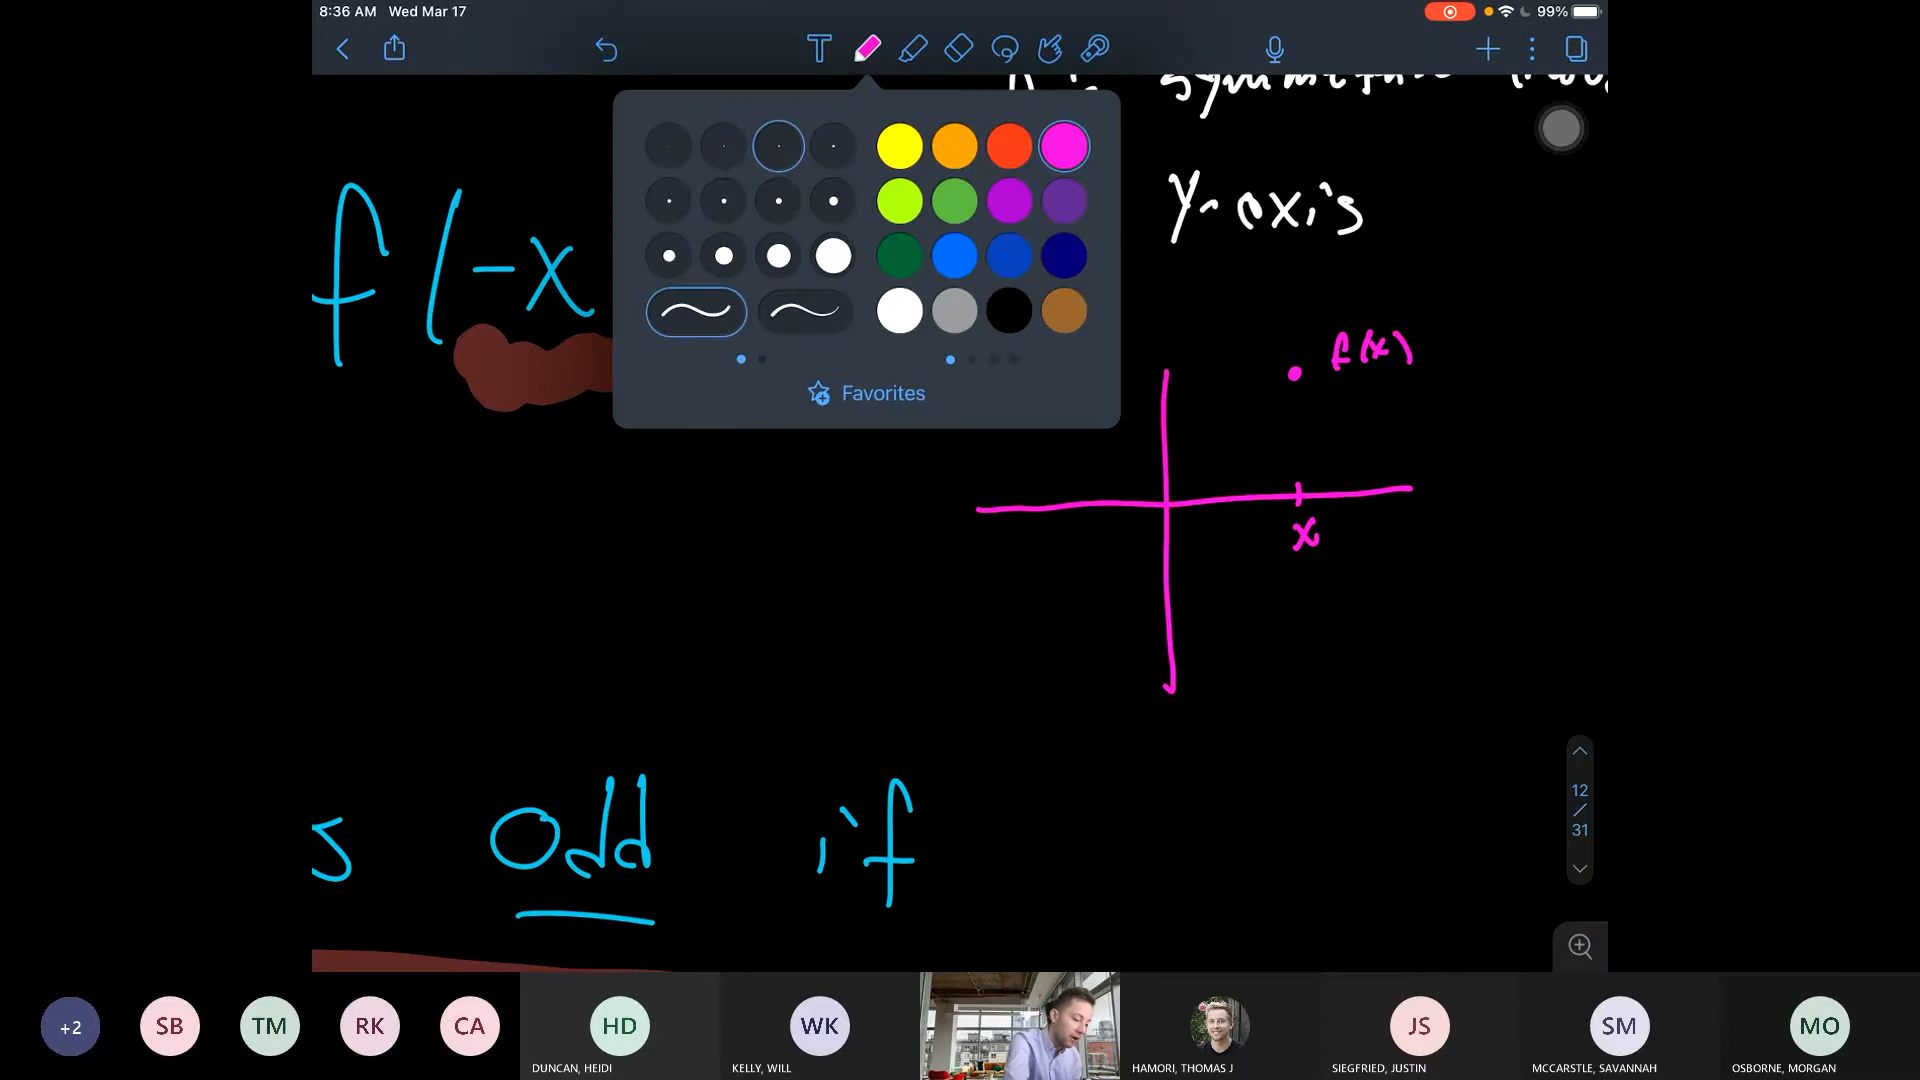 8:36 AM Wed Mar 17
99%
T
symmetric
y-axis
f(-x
f(x)
x
Favorites
12
/
31
s odd if
+2
SB
TM
RK
CA
HD
WK
JS
SM
MO
DUNCAN, HEIDI
KELLY, WILL
HAMORI, THOMAS J
SIEGFRIED, JUSTIN
MCCARSTLE, SAVANNAH
OSBORNE, MORGAN